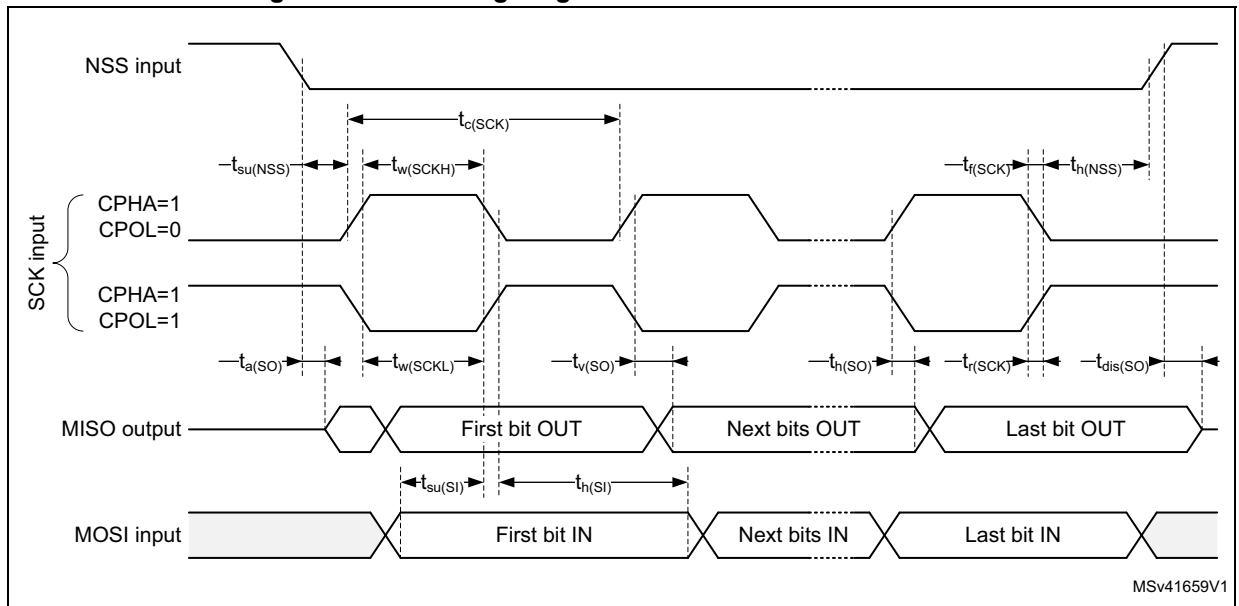 NSS input
tc(SCK)
tsu(NSS) tw(SCKH) tf(SCK) th(NSS)
SCK input
CPHA=1
CPOL=0
CPHA=1
CPOL=1
ta(SO) tw(SCKL) tv(SO) th(SO) tr(SCK) tdis(SO)
MISO output First bit OUT Next bits OUT Last bit OUT
tsu(SI) th(SI)
MOSI input First bit IN Next bits IN Last bit IN
MSv41659V1